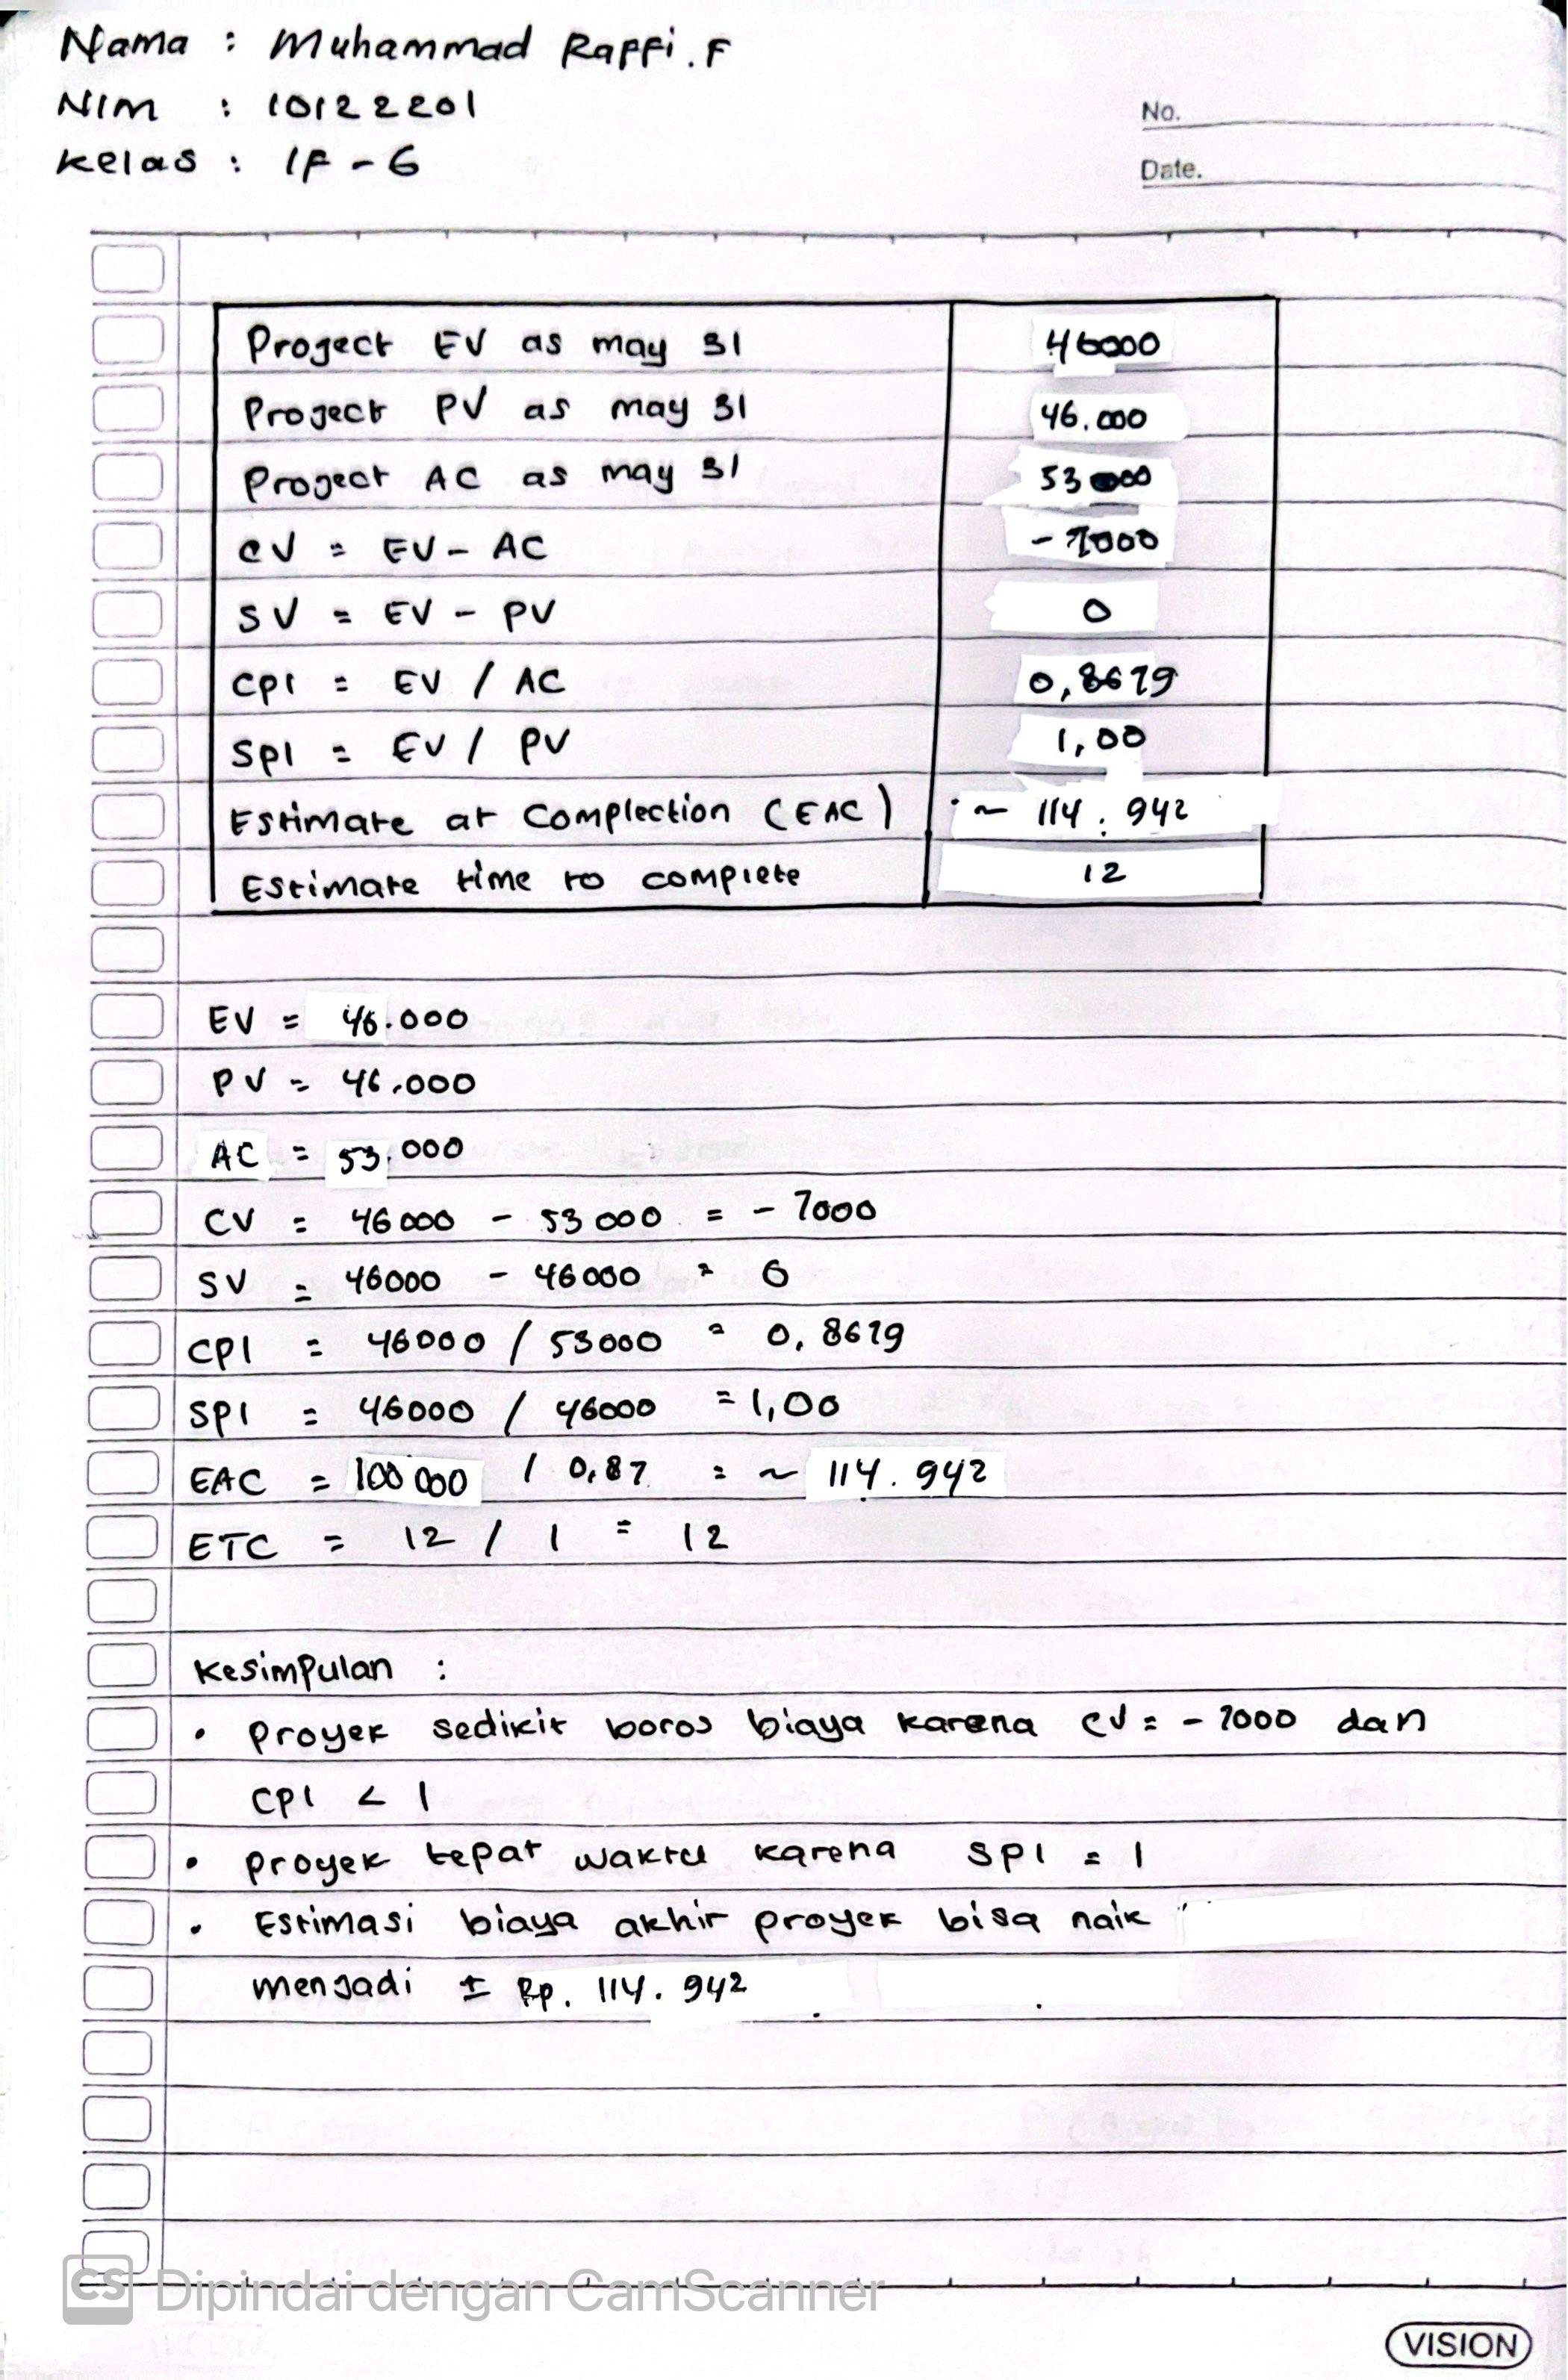 Nama : Muhammad Raffi. F
NIM : 10122201
Kelas : IF - 6
No.
Date.
Project EV as may 31 46000
Project PV as may 31 46.000
Project AC as may 31 53000
CV = EV - AC - 7000
SV = EV - PV 0
CPI = EV / AC 0,8679
SPI = EV / PV 1,00
Estimate at Complection (EAC) ~ 114.942
Estimate time to complete 12
EV = 46.000
PV = 46.000
AC = 53.000
CV = 46000 - 53000 = - 7000
SV = 46000 - 46000 = 0
CPI = 46000 / 53000 = 0,8679
SPI = 46000 / 46000 = 1,00
EAC = 100000 / 0,87 = ~ 114.942
ETC = 12 / 1 = 12
Kesimpulan :
• Proyek sedikit boros biaya karena CV = - 7000 dan
CPI < 1
• Proyek tepat waktu karena SPI = 1
• Estimasi biaya akhir proyek bisa naik
menjadi ± Rp. 114.942
CS Dipindai dengan CamScanner
VISION